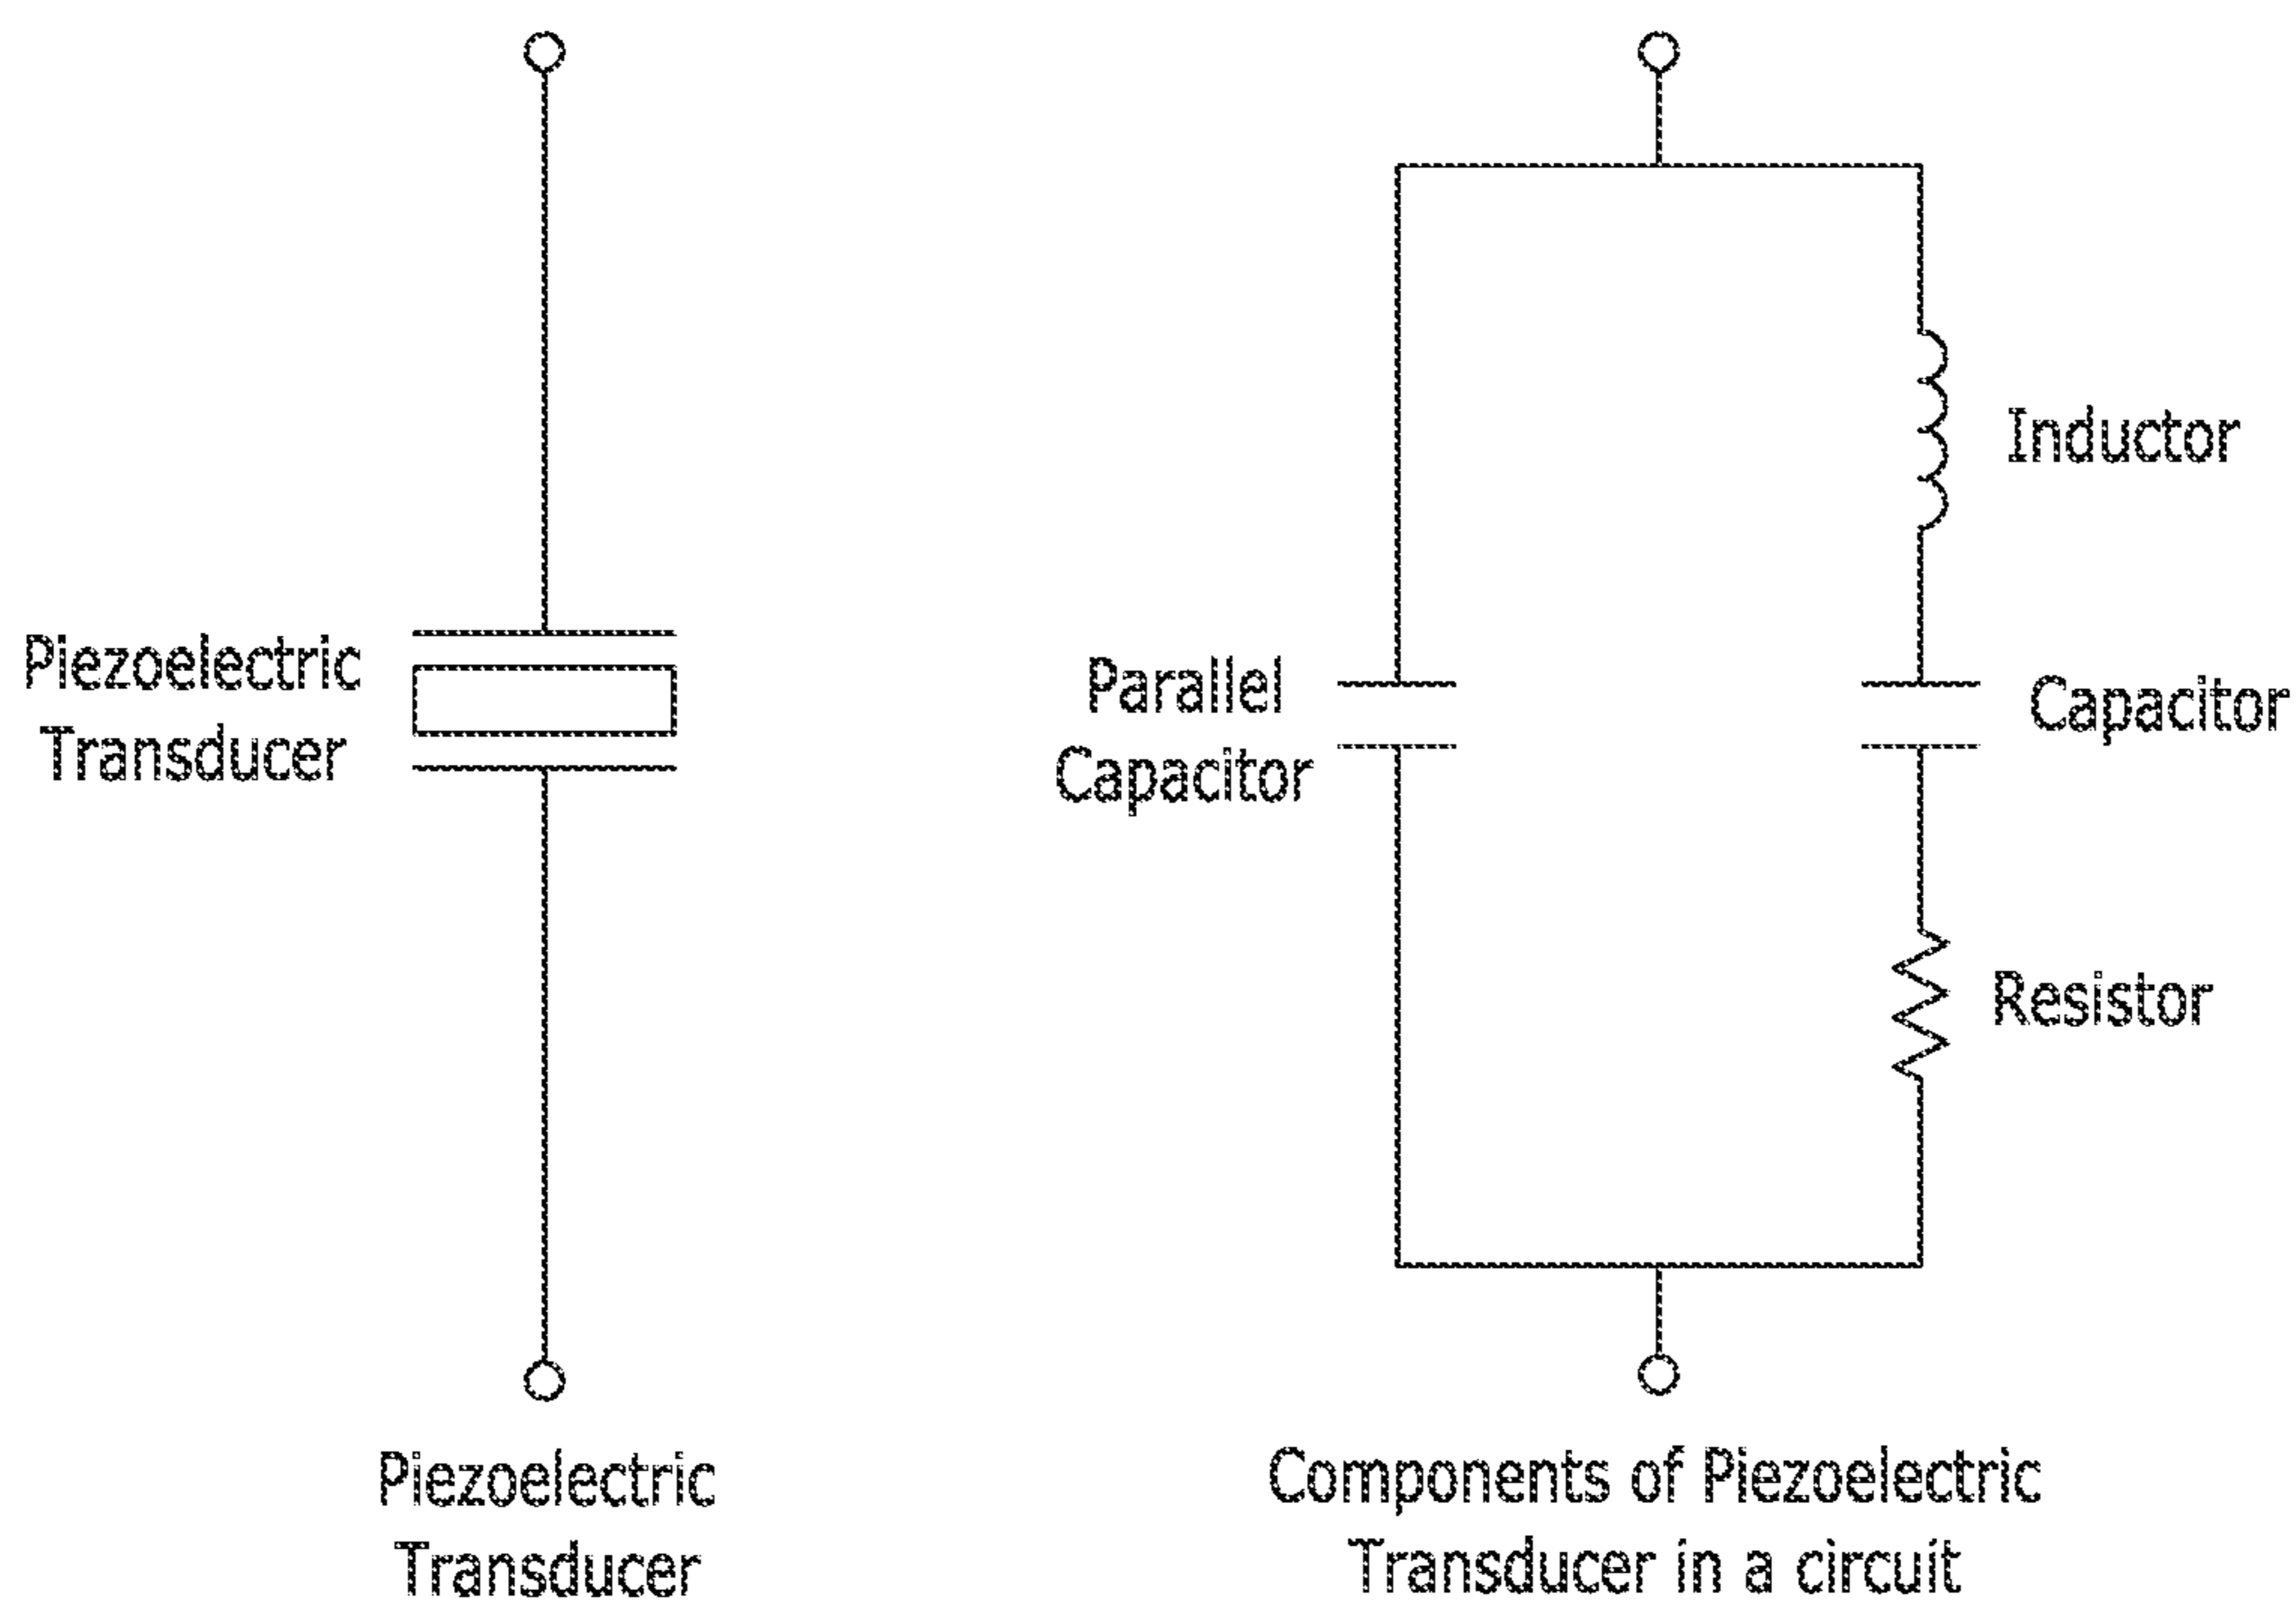 Piezoelectric
Transducer
Piezoelectric
Transducer
Parallel
Capacitor
Inductor
Capacitor
Resistor
Components of Piezoelectric
Transducer in a circuit